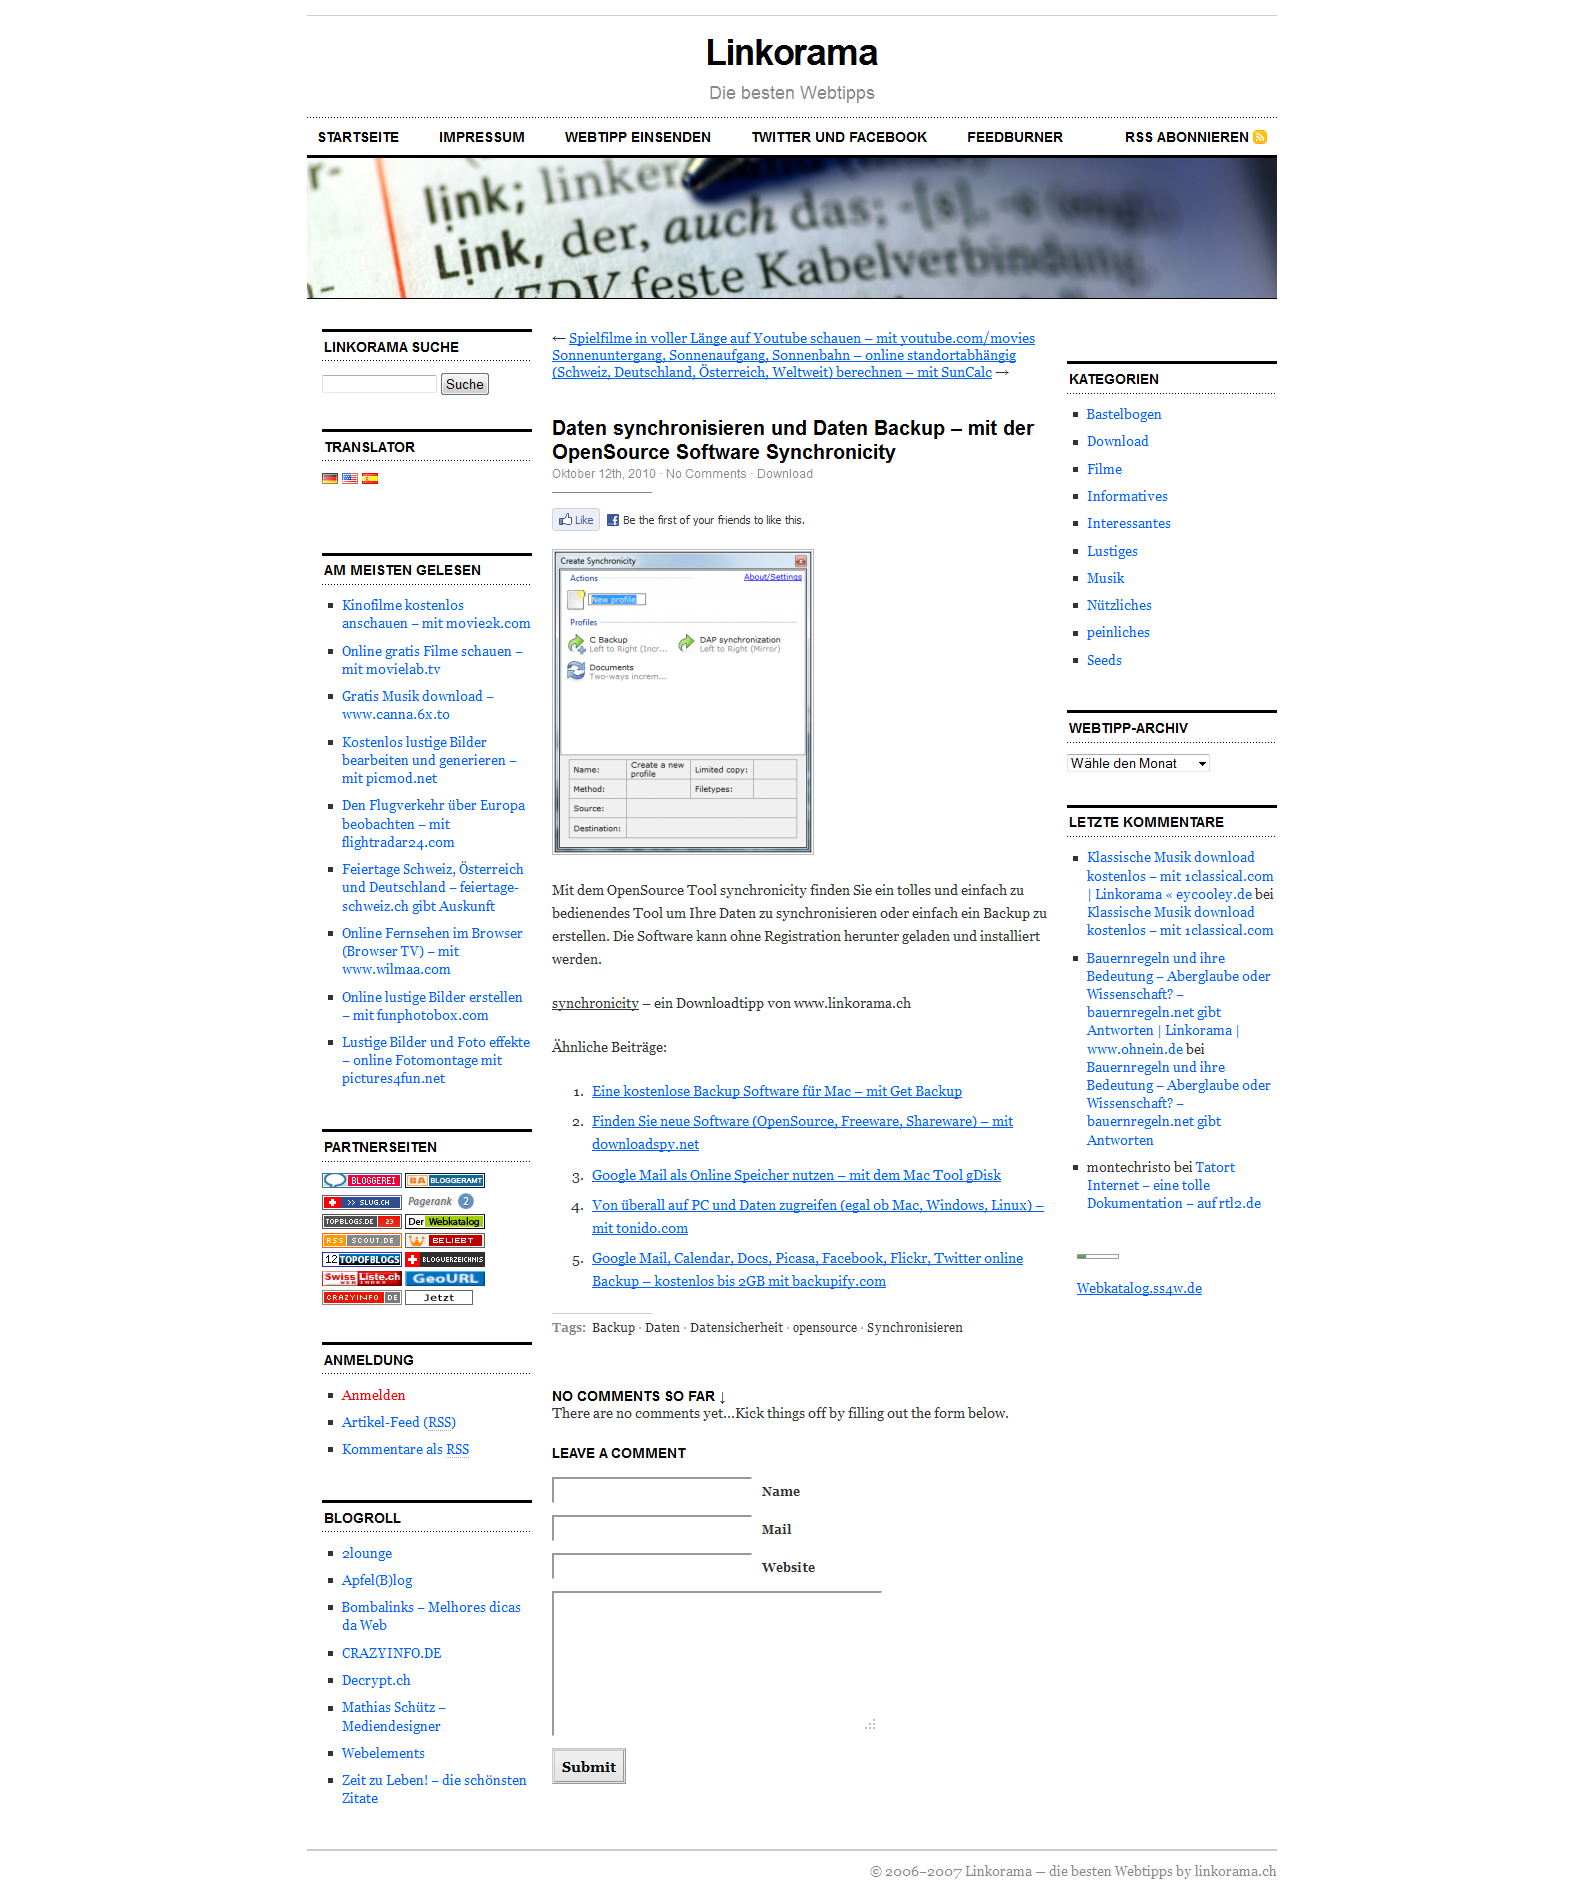 Linkorama
Die besten Webtipps
STARTSEITE
IMPRESSUM
WEBTIPP EINSENDEN
TWITTER UND FACEBOOK
FEEDBURNER
RSS ABONNIEREN
link; linker
Link, der, auch das: -[s], -s (engl.
(EDV feste Kabelverbindung
LINKORAMA SUCHE
Suche
TRANSLATOR
AM MEISTEN GELESEN
Kinofilme kostenlos
anschauen – mit movie2k.com
Online gratis Filme schauen –
mit movielab.tv
Gratis Musik download –
www.canna.6x.to
Kostenlos lustige Bilder
bearbeiten und generieren –
mit picmod.net
Den Flugverkehr über Europa
beobachten – mit
flightradar24.com
Feiertage Schweiz, Österreich
und Deutschland – feiertage-
schweiz.ch gibt Auskunft
Online Fernsehen im Browser
(Browser TV) – mit
www.wilmaa.com
Online lustige Bilder erstellen
– mit funphotobox.com
Lustige Bilder und Foto effekte
– online Fotomontage mit
pictures4fun.net
PARTNERSEITEN
BLOGGEREI
BA BLOGGERAMT
>> SLUG.CH
Pagerank 2
TOPBLOGS.DE 23
Der Webkatalog
RSS SCOUT.DE
BELIEBT
12 TOPOFBLOGS
BLOGVERZEICHNIS
Swiss Liste.ch
WEB INDEX
GeoURL
CRAZYINFO DE
Jetzt
ANMELDUNG
Anmelden
Artikel-Feed (RSS)
Kommentare als RSS
BLOGROLL
2lounge
Apfel(B)log
Bombalinks – Melhores dicas
da Web
CRAZYINFO.DE
Decrypt.ch
Mathias Schütz –
Mediendesigner
Webelements
Zeit zu Leben! – die schönsten
Zitate
← Spielfilme in voller Länge auf Youtube schauen – mit youtube.com/movies
Sonnenuntergang, Sonnenaufgang, Sonnenbahn – online standortabhängig
(Schweiz, Deutschland, Österreich, Weltweit) berechnen – mit SunCalc →
Daten synchronisieren und Daten Backup – mit der
OpenSource Software Synchronicity
Oktober 12th, 2010 · No Comments · Download
Like
Be the first of your friends to like this.
Create Synchronicity
Actions
About/Settings
New profile
Profiles
C Backup
Left to Right (Incr...
DAP synchronization
Left to Right (Mirror)
Documents
Two-ways increm...
Name:
Create a new
profile
Limited copy:
Method:
Filetypes:
Source:
Destination:
Mit dem OpenSource Tool synchronicity finden Sie ein tolles und einfach zu
bedienendes Tool um Ihre Daten zu synchronisieren oder einfach ein Backup zu
erstellen. Die Software kann ohne Registration herunter geladen und installiert
werden.
synchronicity – ein Downloadtipp von www.linkorama.ch
Ähnliche Beiträge:
1. Eine kostenlose Backup Software für Mac – mit Get Backup
2. Finden Sie neue Software (OpenSource, Freeware, Shareware) – mit
downloadspy.net
3. Google Mail als Online Speicher nutzen – mit dem Mac Tool gDisk
4. Von überall auf PC und Daten zugreifen (egal ob Mac, Windows, Linux) –
mit tonido.com
5. Google Mail, Calendar, Docs, Picasa, Facebook, Flickr, Twitter online
Backup – kostenlos bis 2GB mit backupify.com
Tags: Backup · Daten · Datensicherheit · opensource · Synchronisieren
NO COMMENTS SO FAR ↓
There are no comments yet...Kick things off by filling out the form below.
LEAVE A COMMENT
Name
Mail
Website
Submit
KATEGORIEN
Bastelbogen
Download
Filme
Informatives
Interessantes
Lustiges
Musik
Nützliches
peinliches
Seeds
WEBTIPP-ARCHIV
Wähle den Monat
LETZTE KOMMENTARE
Klassische Musik download
kostenlos – mit 1classical.com
| Linkorama « eycooley.de bei
Klassische Musik download
kostenlos – mit 1classical.com
Bauernregeln und ihre
Bedeutung – Aberglaube oder
Wissenschaft? –
bauernregeln.net gibt
Antworten | Linkorama |
www.ohnein.de bei
Bauernregeln und ihre
Bedeutung – Aberglaube oder
Wissenschaft? –
bauernregeln.net gibt
Antworten
montechristo bei Tatort
Internet – eine tolle
Dokumentation – auf rtl2.de
Webkatalog.ss4w.de
© 2006–2007 Linkorama — die besten Webtipps by linkorama.ch